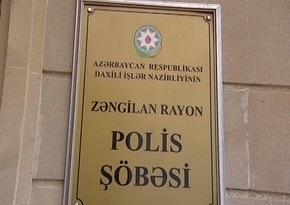 AZƏRBAYCAN RESPUBLİKASI
DAXİLİ İŞLƏR NAZİRLİYİNİN
ZƏNGİLAN RAYON
POLİS
ŞÖBƏSİ